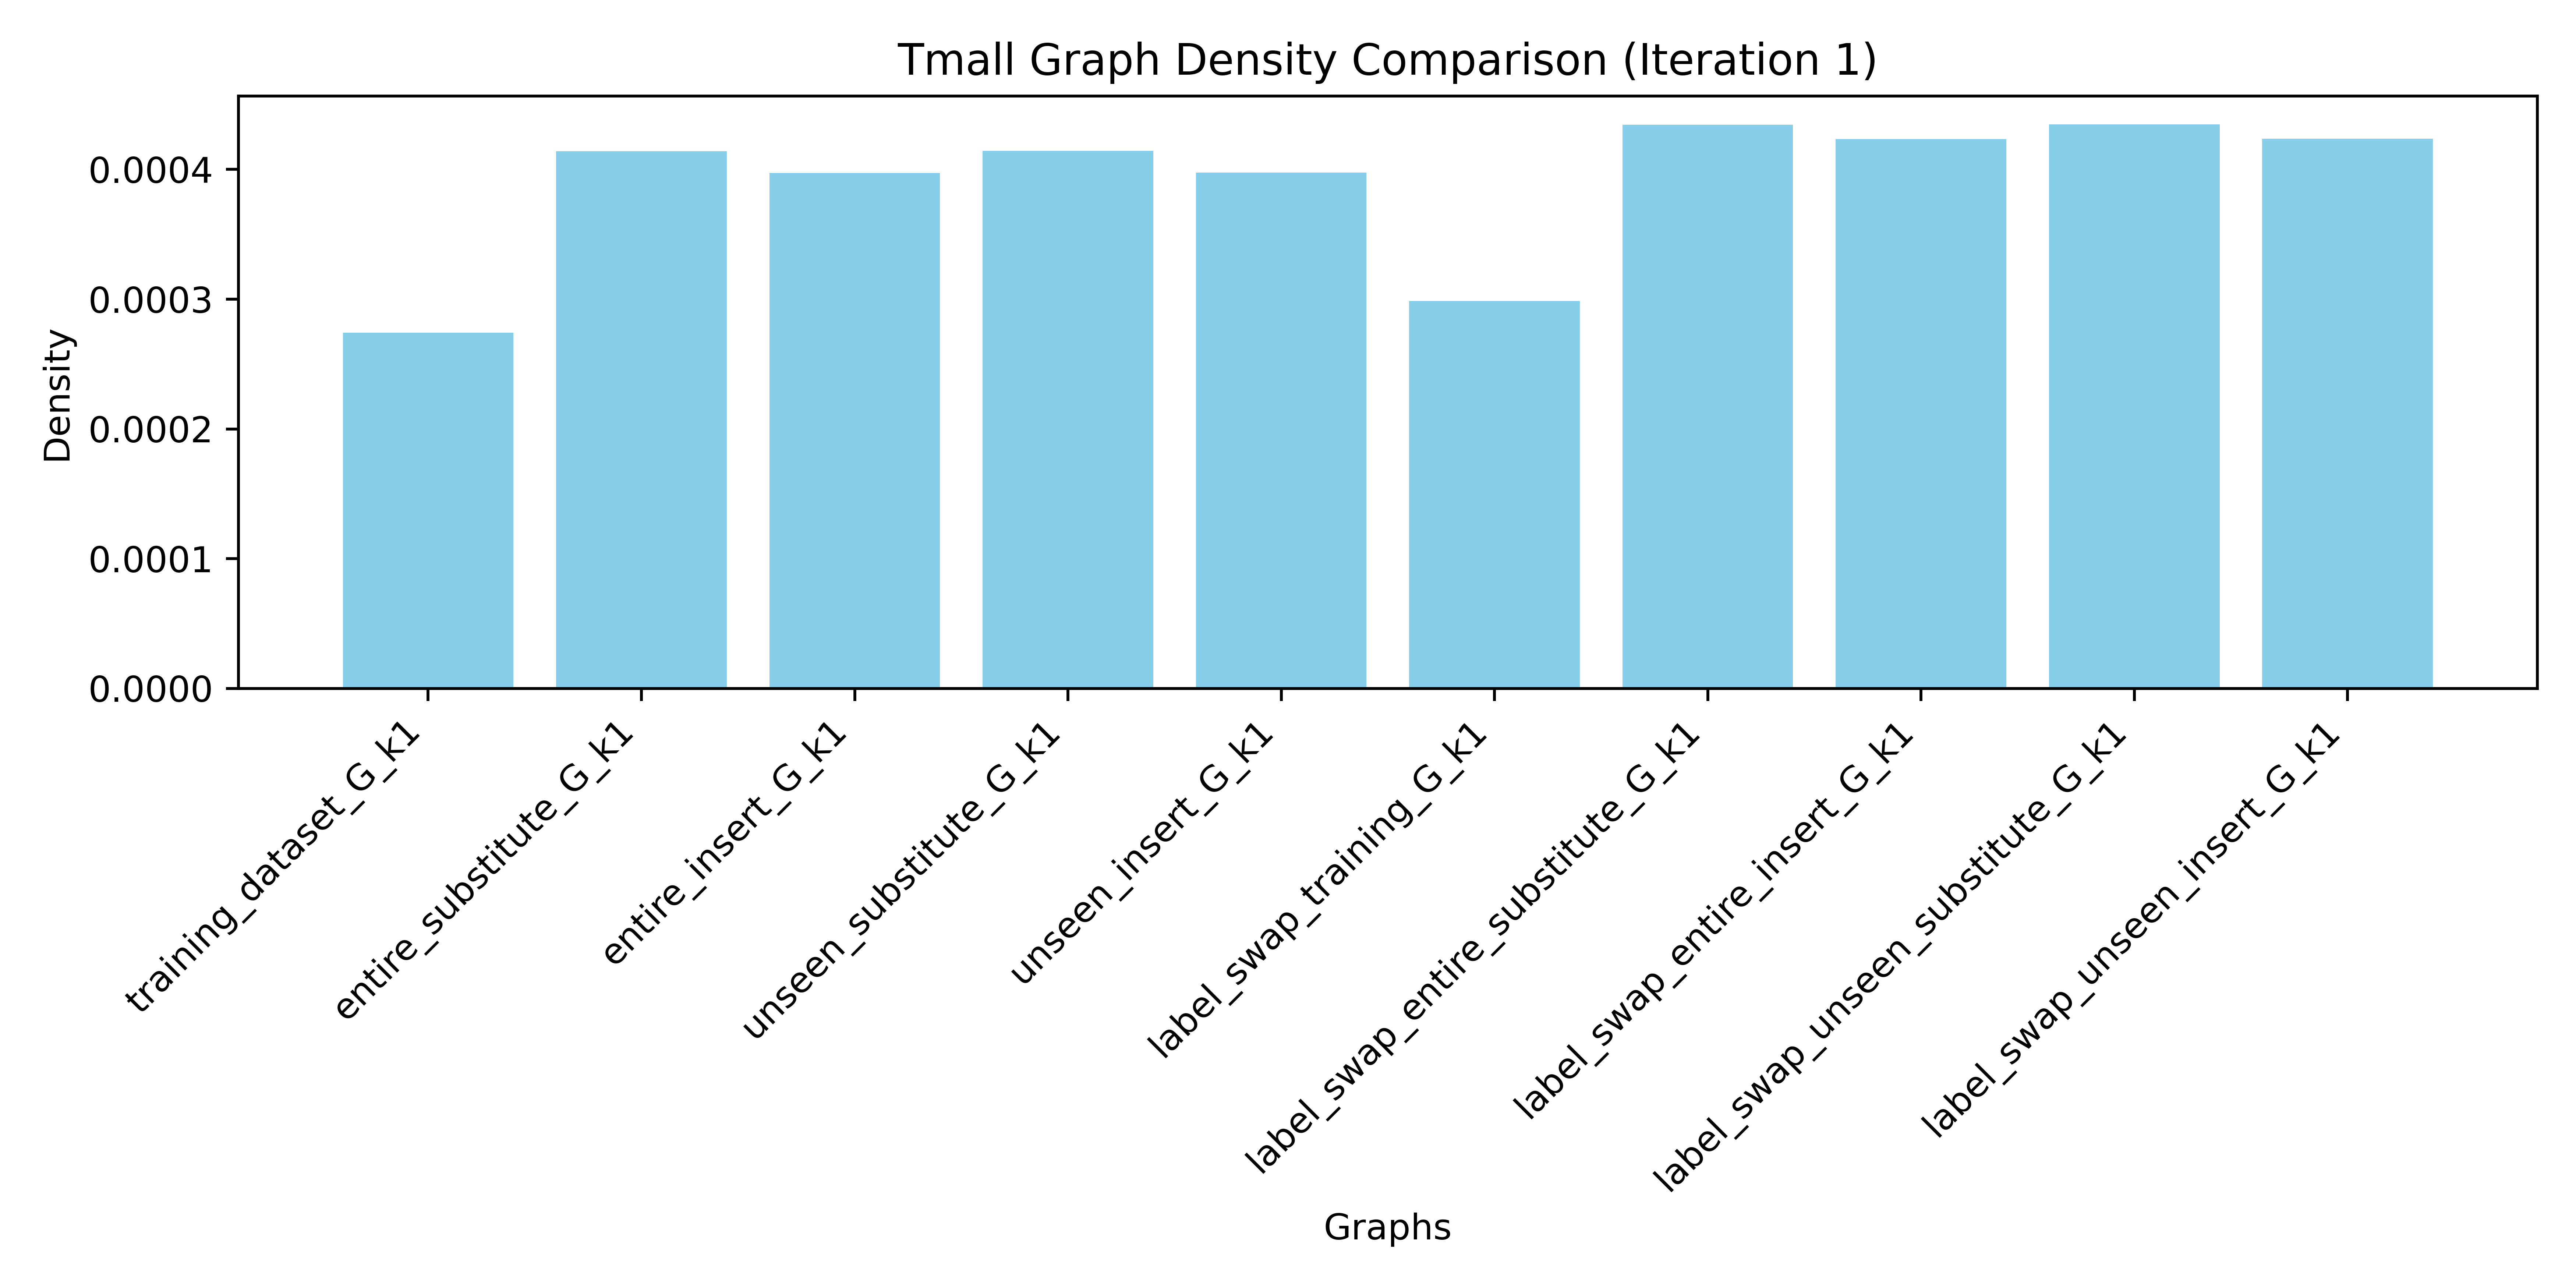 Tmall Graph Density Comparison (Iteration 1)
Density
0.0004
0.0003
0.0002
0.0001
0.0000
training_dataset_G_k1
entire_substitute_G_k1
entire_insert_G_k1
unseen_substitute_G_k1
unseen_insert_G_k1
label_swap_training_G_k1
label_swap_entire_substitute_G_k1
label_swap_entire_insert_G_k1
label_swap_unseen_substitute_G_k1
label_swap_unseen_insert_G_k1
Graphs